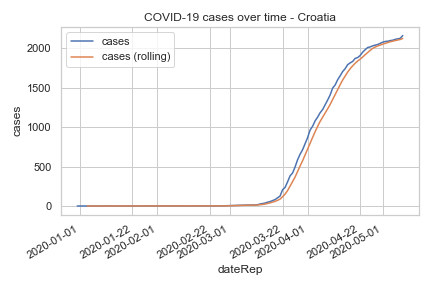 COVID-19 cases over time - Croatia
cases
cases (rolling)
2000
1500
1000
500
0
cases
2020-01-01
2020-01-22
2020-02-01
2020-02-22
2020-03-01
2020-03-22
2020-04-01
2020-04-22
2020-05-01
dateRep